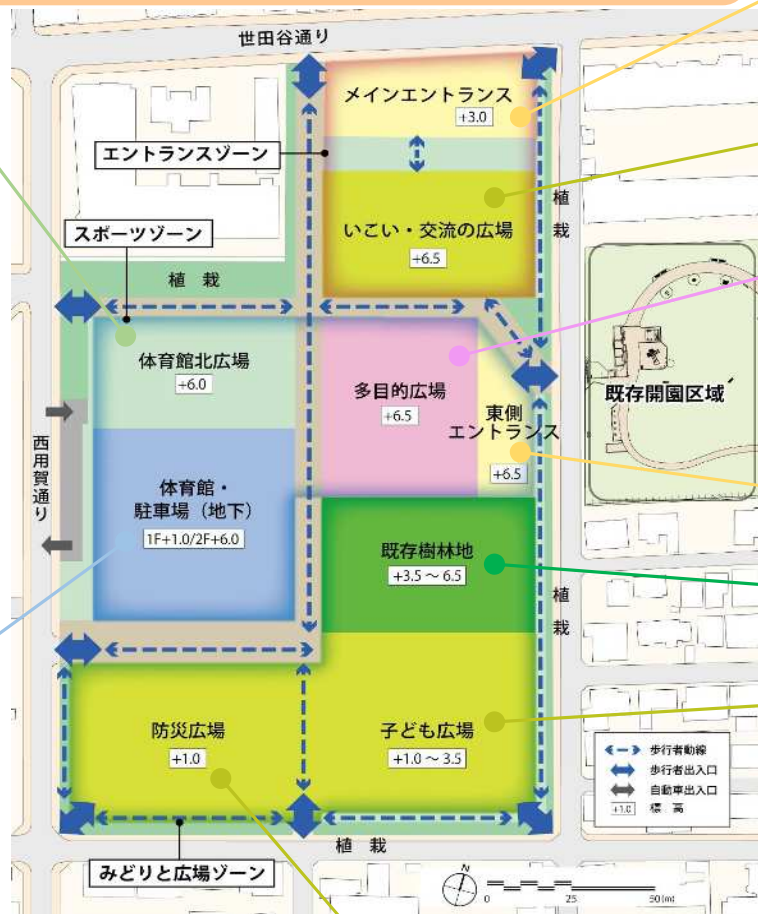 世田谷通り
メインエントランス
+3.0
エントランスゾーン
植栽
いこい・交流の広場
+6.5
スポーツゾーン
植栽
体育館北広場
+6.0
多目的広場
+6.5
東側
エントランス
+6.5
既存開園区域
西用賀通り
体育館・
駐車場（地下）
1F+1.0/2F+6.0
既存樹林地
+3.5～6.5
植栽
防災広場
+1.0
子ども広場
+1.0～3.5
歩行者動線
歩行者出入口
自動車出入口
+1.0 標高
植栽
みどりと広場ゾーン
N
0 25 50(m)